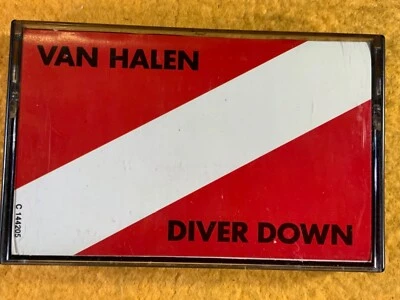 VAN HALEN
DIVER DOWN
C 144205